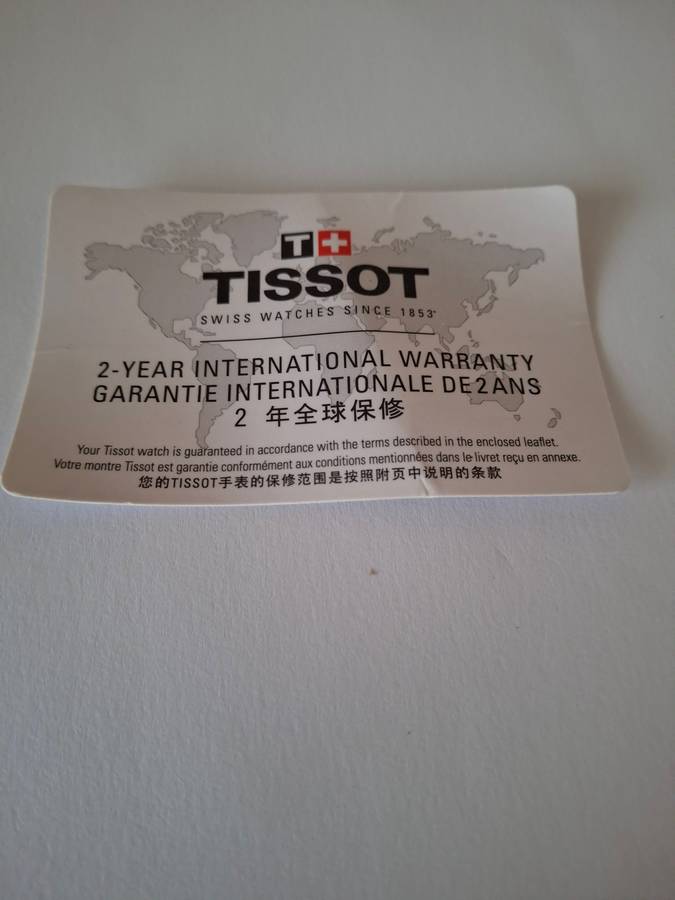 T+
TISSOT
SWISS WATCHES SINCE 1853
2-YEAR INTERNATIONAL WARRANTY
GARANTIE INTERNATIONALE DE 2 ANS
2 年全球保修
Your Tissot watch is guaranteed in accordance with the terms described in the enclosed leaflet.
Votre montre Tissot est garantie conformément aux conditions mentionnées dans le livret reçu en annexe.
您的TISSOT手表的保修范围是按照附页中说明的条款